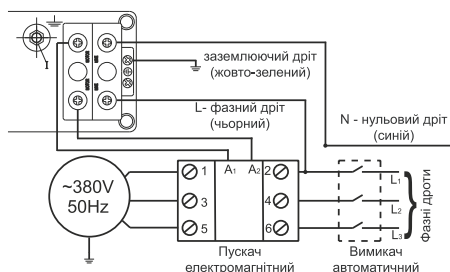 заземлюючий дріт
(жовто-зелений)
L- фазний дріт
(чорний)
N - нульовий дріт
(синій)
~380V
50Hz
1 A1 A2 2
3 4
5 6
L1
L2
L3
Фазні дроти
Пускач
електромагнітний
Вимикач
автоматичний